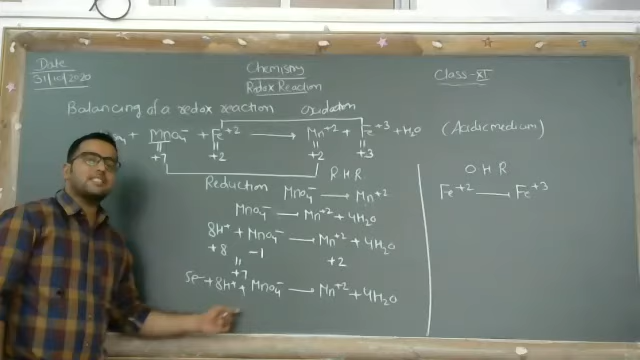 Date
31/10/2020
Chemistry
Redox Reaction
Class-XI
Balancing of a redox reaction
Oxidation
+ MnO4⁻ + Fe⁺² ⟶ Mn⁺² + Fe⁺³ + H2O (Acidic medium)
+7 +2 +2 +3
Reduction
R H R
MnO4⁻ ⟶ Mn⁺²
MnO4⁻ ⟶ Mn⁺² + 4H2O
8H⁺ + MnO4⁻ ⟶ Mn⁺² + 4H2O
+8 -1 +2
+7
5e⁻ + 8H⁺ + MnO4⁻ ⟶ Mn⁺² + 4H2O
O H R
Fe⁺² ⟶ Fe⁺³